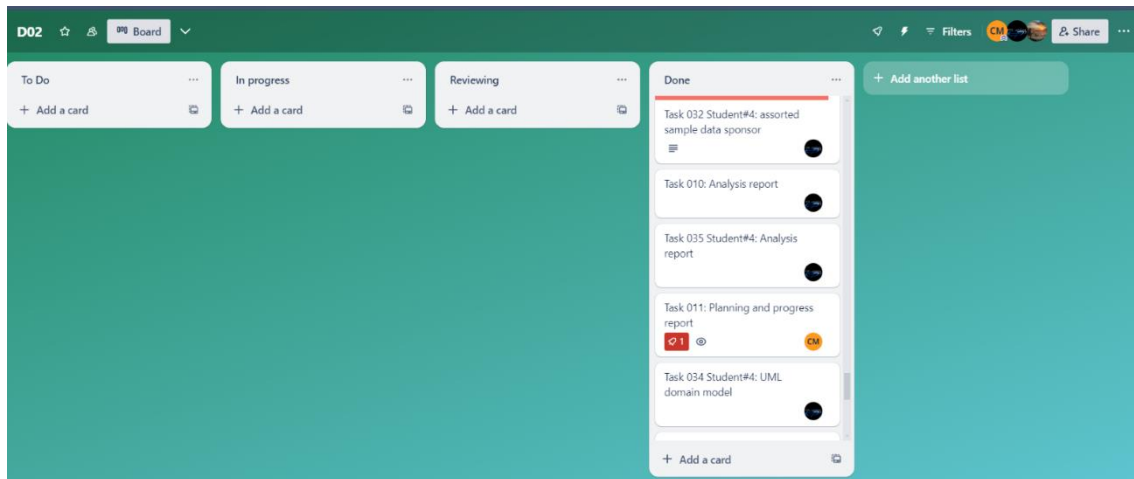 D02
Board
Filters
CM
Share
To Do
+ Add a card
In progress
+ Add a card
Reviewing
+ Add a card
Done
Task 032 Student#4: assorted
sample data sponsor
Task 010: Analysis report
Task 035 Student#4: Analysis
report
Task 011: Planning and progress
report
1
CM
Task 034 Student#4: UML
domain model
+ Add a card
+ Add another list